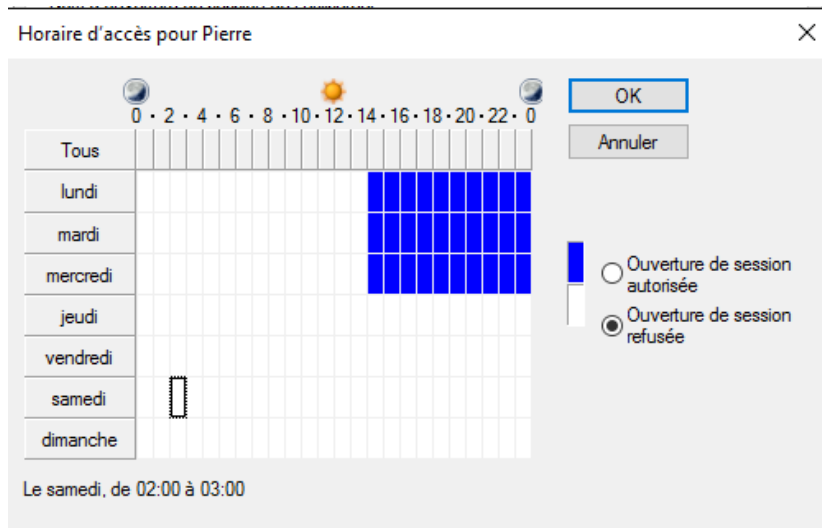 Horaire d'accès pour Pierre
0 · 2 · 4 · 6 · 8 · 10 · 12 · 14 · 16 · 18 · 20 · 22 · 0
OK
Annuler
Tous
lundi
mardi
mercredi
jeudi
vendredi
samedi
dimanche
Ouverture de session
autorisée
Ouverture de session
refusée
Le samedi, de 02:00 à 03:00